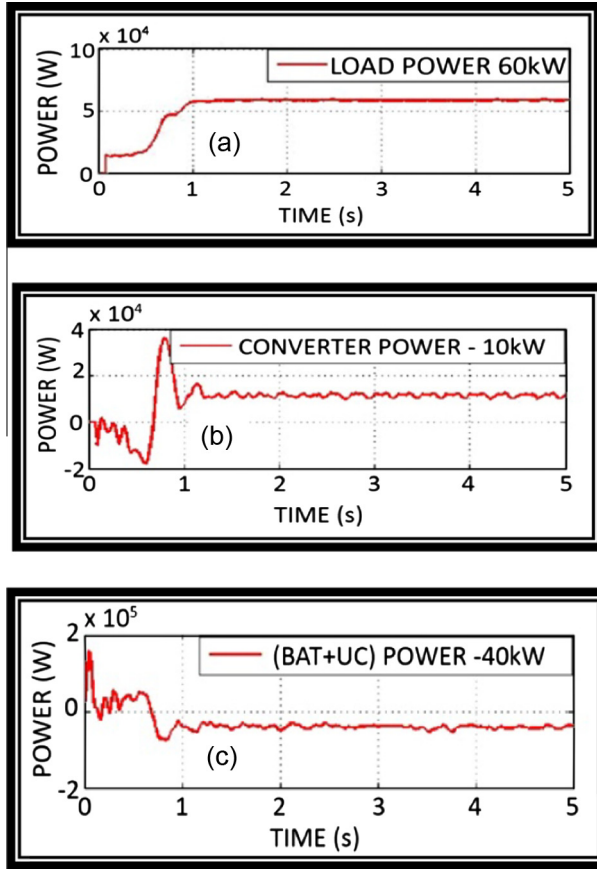 x 10⁴
10
5
0
POWER (W)
LOAD POWER 60kW
(a)
0 1 2 3 4 5
TIME (s)
x 10⁴
4
2
0
-2
POWER (W)
CONVERTER POWER - 10kW
(b)
0 1 2 3 4 5
TIME (s)
x 10⁵
2
0
-2
POWER (W)
(BAT+UC) POWER -40kW
(c)
0 1 2 3 4 5
TIME (s)